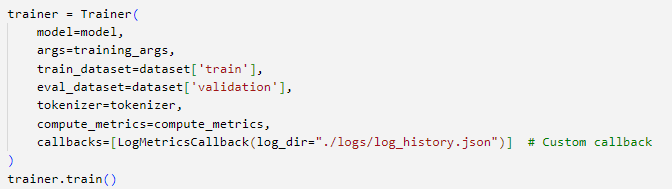 trainer = Trainer(
    model=model,
    args=training_args,
    train_dataset=dataset['train'],
    eval_dataset=dataset['validation'],
    tokenizer=tokenizer,
    compute_metrics=compute_metrics,
    callbacks=[LogMetricsCallback(log_dir="./logs/log_history.json")]  # Custom callback
)
trainer.train()